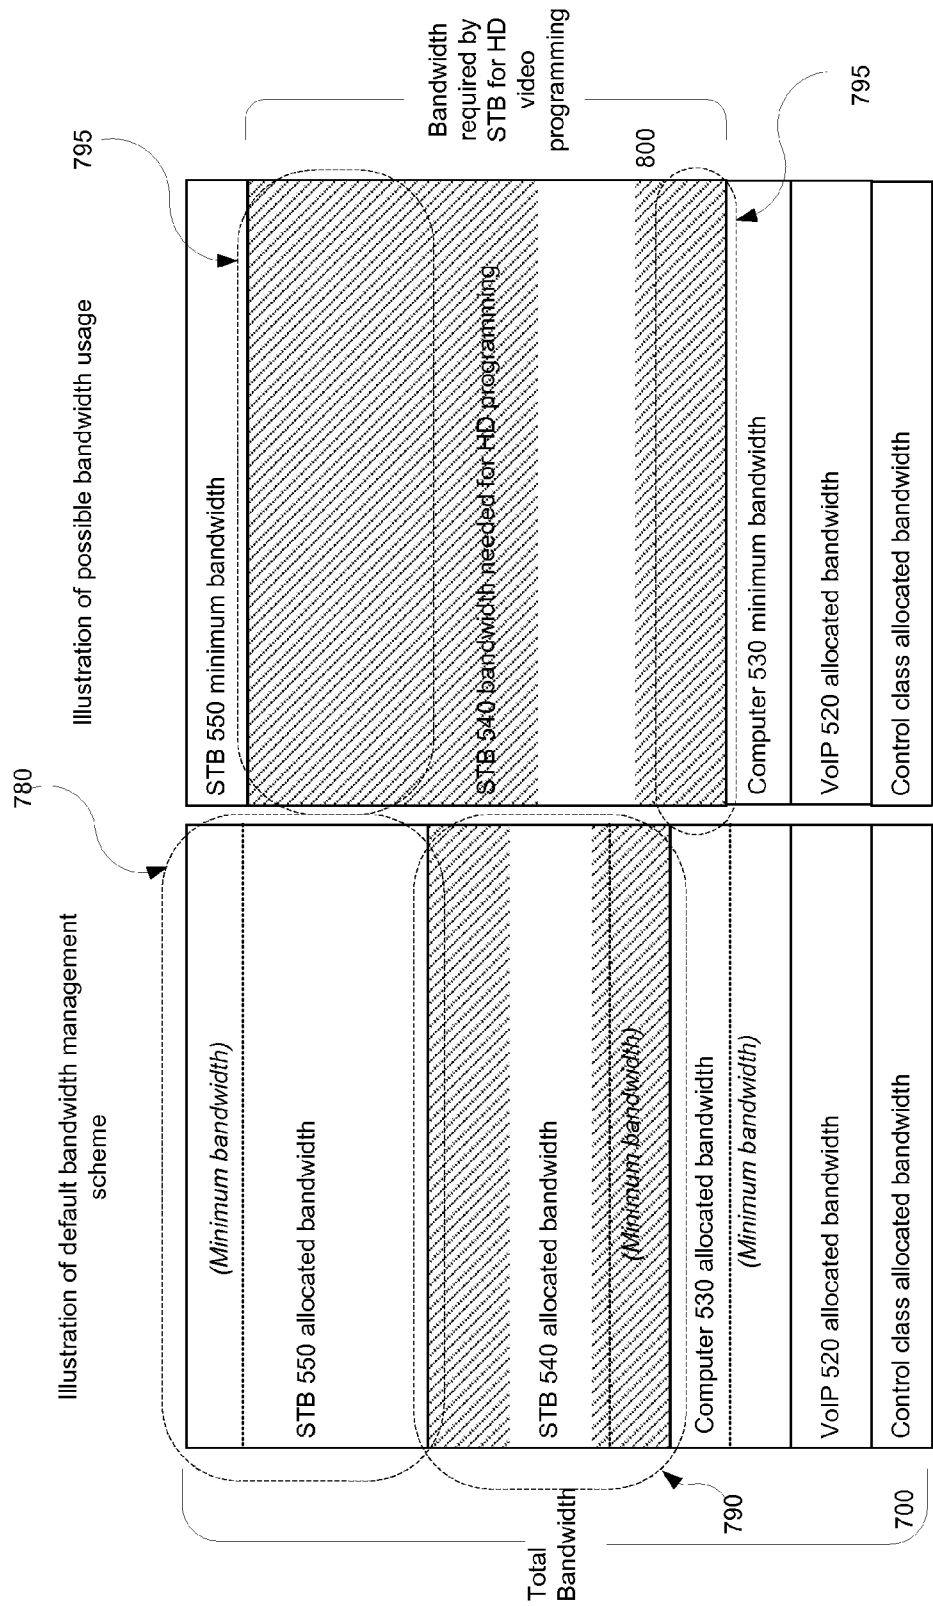 Illustration of default bandwidth management
scheme
780
(Minimum bandwidth)
STB 550 allocated bandwidth
STB 540 allocated bandwidth
(Minimum bandwidth)
Computer 530 allocated bandwidth
(Minimum bandwidth)
VoIP 520 allocated bandwidth
Control class allocated bandwidth
Total
Bandwidth
790
700
Illustration of possible bandwidth usage
795
STB 550 minimum bandwidth
STB 540 bandwidth needed for HD programming
Computer 530 minimum bandwidth
VoIP 520 allocated bandwidth
Control class allocated bandwidth
Bandwidth
required by
STB for HD
video
programming
800
795